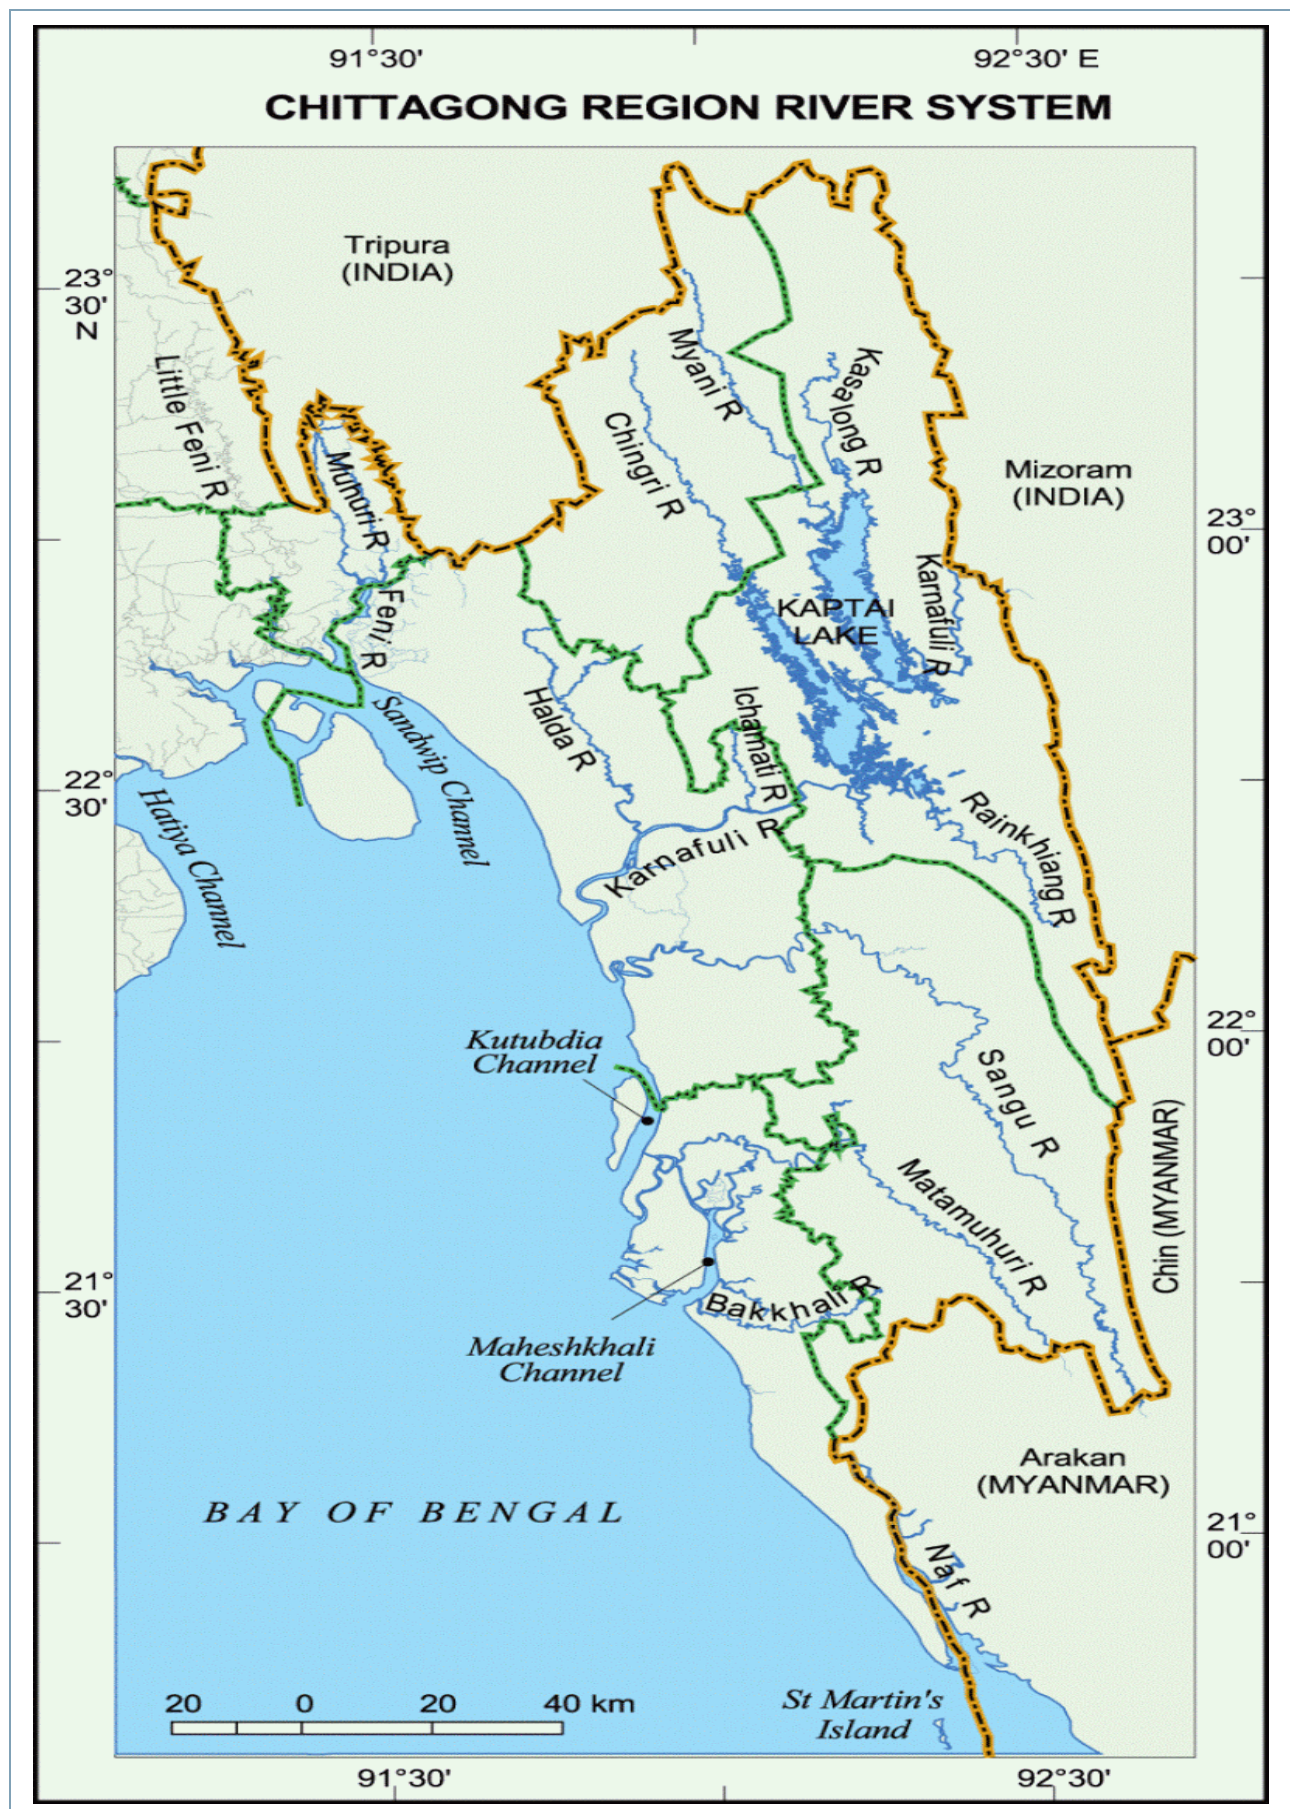 91°30'
92°30' E
CHITTAGONG REGION RIVER SYSTEM
Tripura
(INDIA)
23°
30'
N
Little Feni R
Muhuri R
Feni R
Chingri R
Myani R
Kasalong R
Mizoram
(INDIA)
23°
00'
Karnafuli R
KAPTAI
LAKE
Halda R
Ichamati R
Sandwip Channel
22°
30'
Hatiya Channel
Karnafuli R
Rainkhiang R
Kutubdia
Channel
22°
00'
Sangu R
Matamuhuri R
Chin (MYANMAR)
21°
30'
Bakkhali R
Maheshkhali
Channel
Arakan
(MYANMAR)
BAY OF BENGAL
21°
00'
Naf R
20 0 20 40 km
St Martin's
Island
91°30'
92°30'